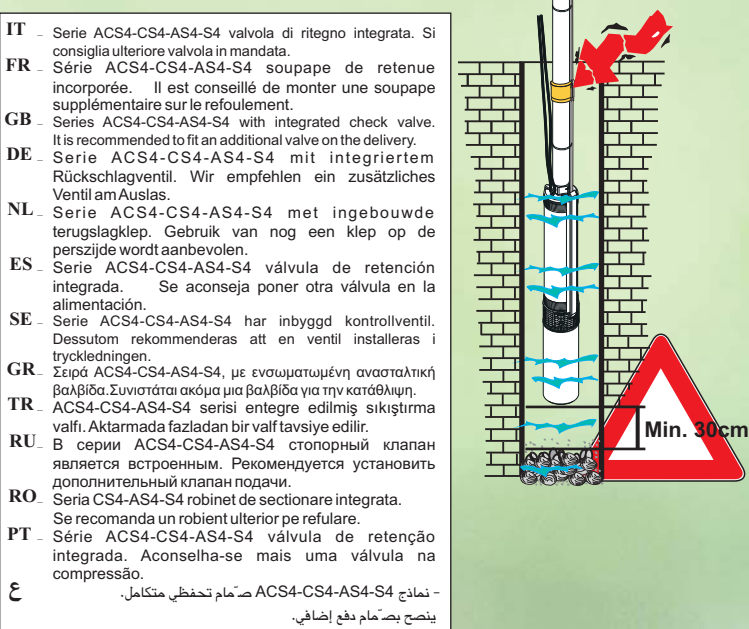 IT - Serie ACS4-CS4-AS4-S4 valvola di ritegno integrata. Si
consiglia ulteriore valvola in mandata.
FR - Série ACS4-CS4-AS4-S4 soupape de retenue
incorporée. Il est conseillé de monter une soupape
supplémentaire sur le refoulement.
GB - Series ACS4-CS4-AS4-S4 with integrated check valve.
It is recommended to fit an additional valve on the delivery.
DE - Serie ACS4-CS4-AS4-S4 mit integriertem
Rückschlagventil. Wir empfehlen ein zusätzliches
Ventil am Auslas.
NL - Serie ACS4-CS4-AS4-S4 met ingebouwde
terugslagklep. Gebruik van nog een klep op de
perszijde wordt aanbevolen.
ES - Serie ACS4-CS4-AS4-S4 válvula de retención
integrada. Se aconseja poner otra válvula en la
alimentación.
SE - Serie ACS4-CS4-AS4-S4 har inbyggd kontrollventil.
Dessutom rekommenderas att en ventil installeras i
tryckledningen.
GR - Σειρά ACS4-CS4-AS4-S4, με ενσωματωμένη ανασταλτική
βαλβίδα.Συνιστάται ακόμα μια βαλβίδα για την κατάθλιψη.
TR - ACS4-CS4-AS4-S4 serisi entegre edilmiş sıkıştırma
valfı. Aktarmada fazladan bir valf tavsiye edilir.
RU - В серии ACS4-CS4-AS4-S4 стопорный клапан
является встроенным. Рекомендуется установить
дополнительный клапан подачи.
RO - Seria CS4-AS4-S4 robinet de sectionare integrata.
Se recomanda un robient ulterior pe refulare.
PT - Série ACS4-CS4-AS4-S4 válvula de retenção
integrada. Aconselha-se mais uma válvula na
compressão.
ع - نماذج ACS4-CS4-AS4-S4 صمّام تحفظي متكامل.
ينصح بصمّام دفع إضافي.
Min. 30cm